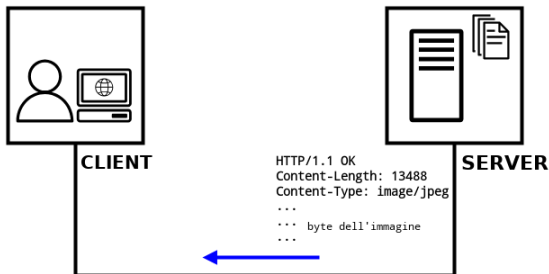 CLIENT
SERVER
HTTP/1.1 OK
Content-Length: 13488
Content-Type: image/jpeg
...
... byte dell'immagine
...